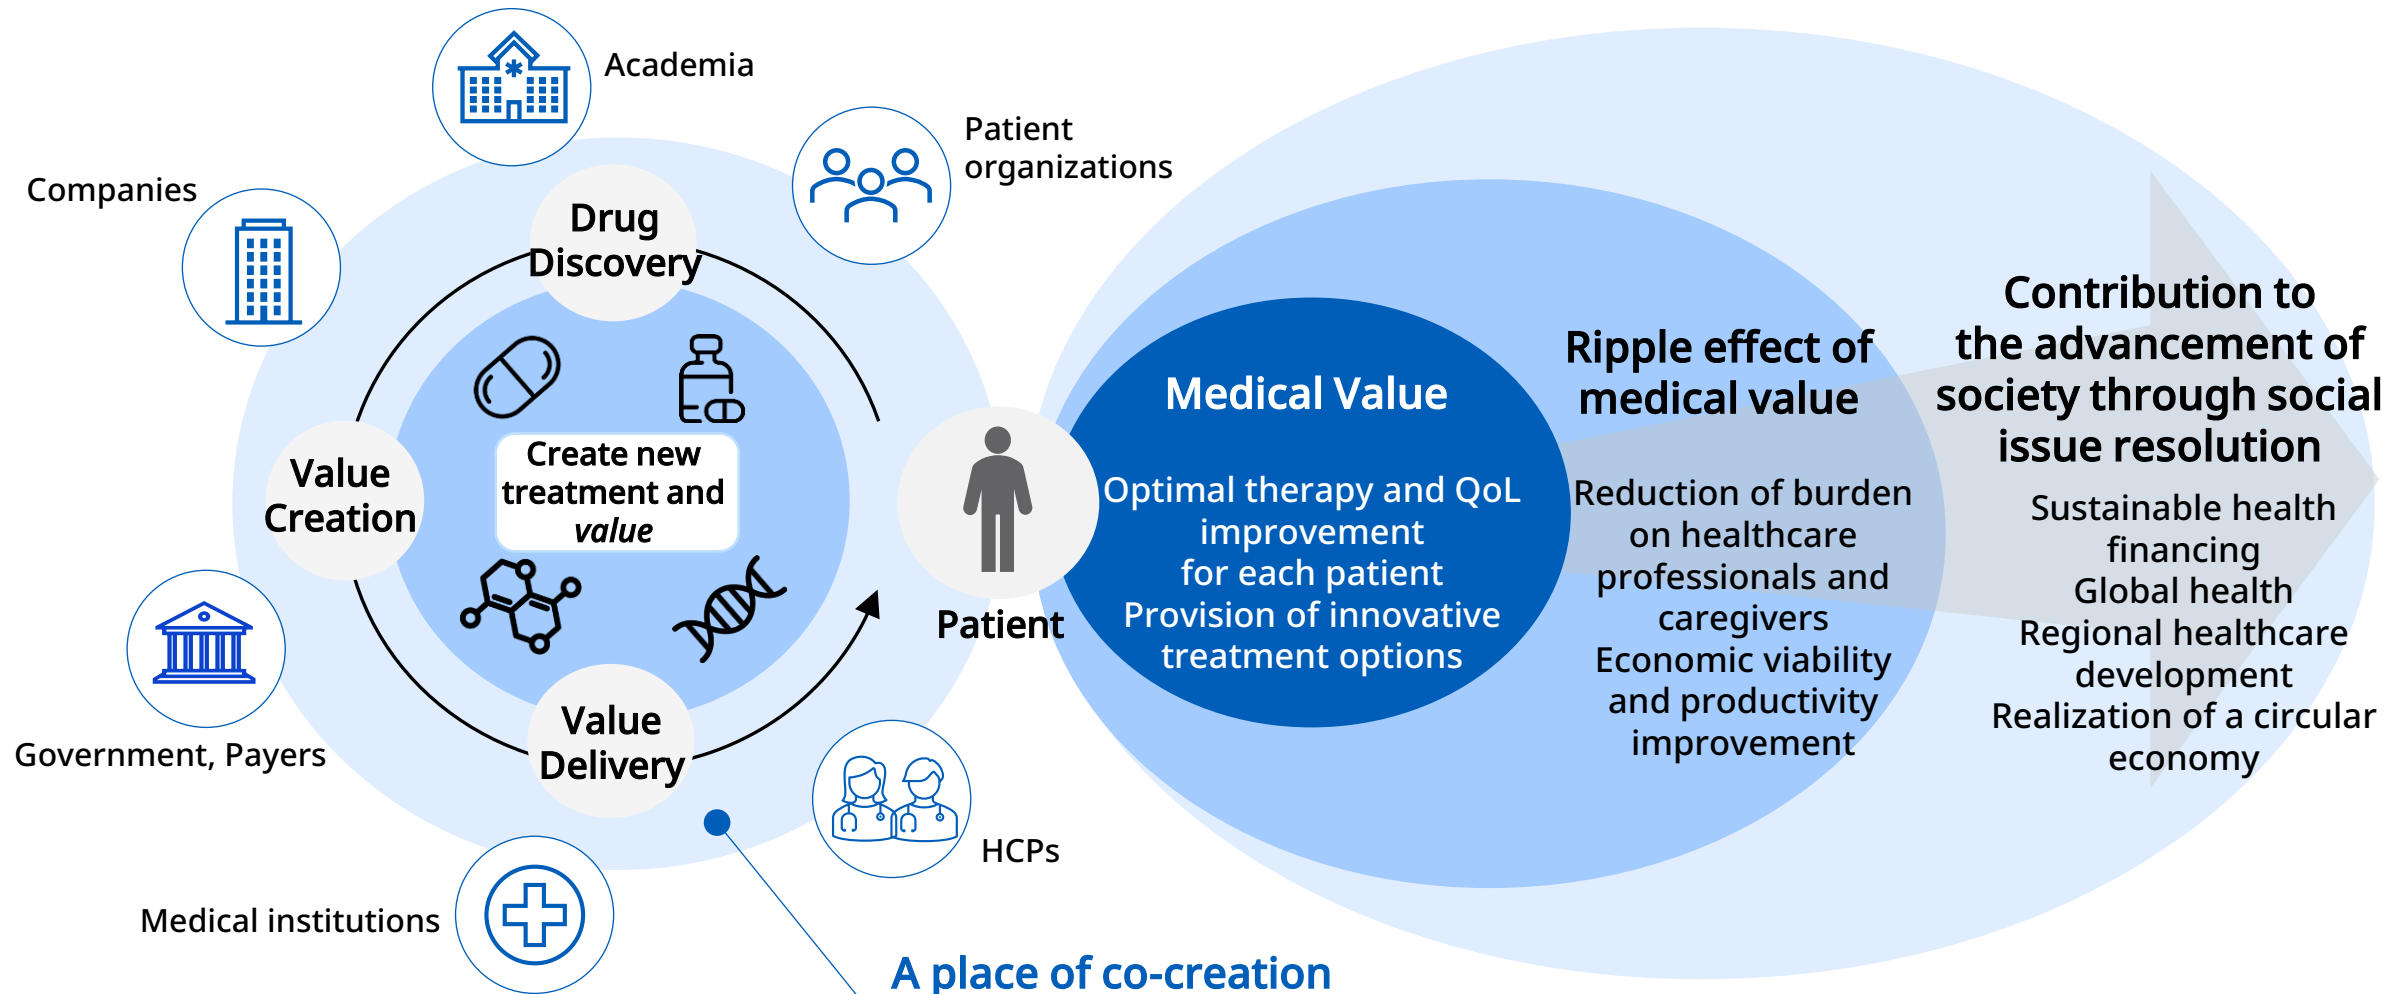 Academia
Patient
organizations
Companies
Drug
Discovery
Value
Creation
Create new
treatment and
value
Patient
Government, Payers
Value
Delivery
HCPs
Medical institutions
A place of co-creation
Medical Value
Optimal therapy and QoL
improvement
for each patient
Provision of innovative
treatment options
Ripple effect of
medical value
Reduction of burden
on healthcare
professionals and
caregivers
Economic viability
and productivity
improvement
Contribution to
the advancement of
society through social
issue resolution
Sustainable health
financing
Global health
Regional healthcare
development
Realization of a circular
economy